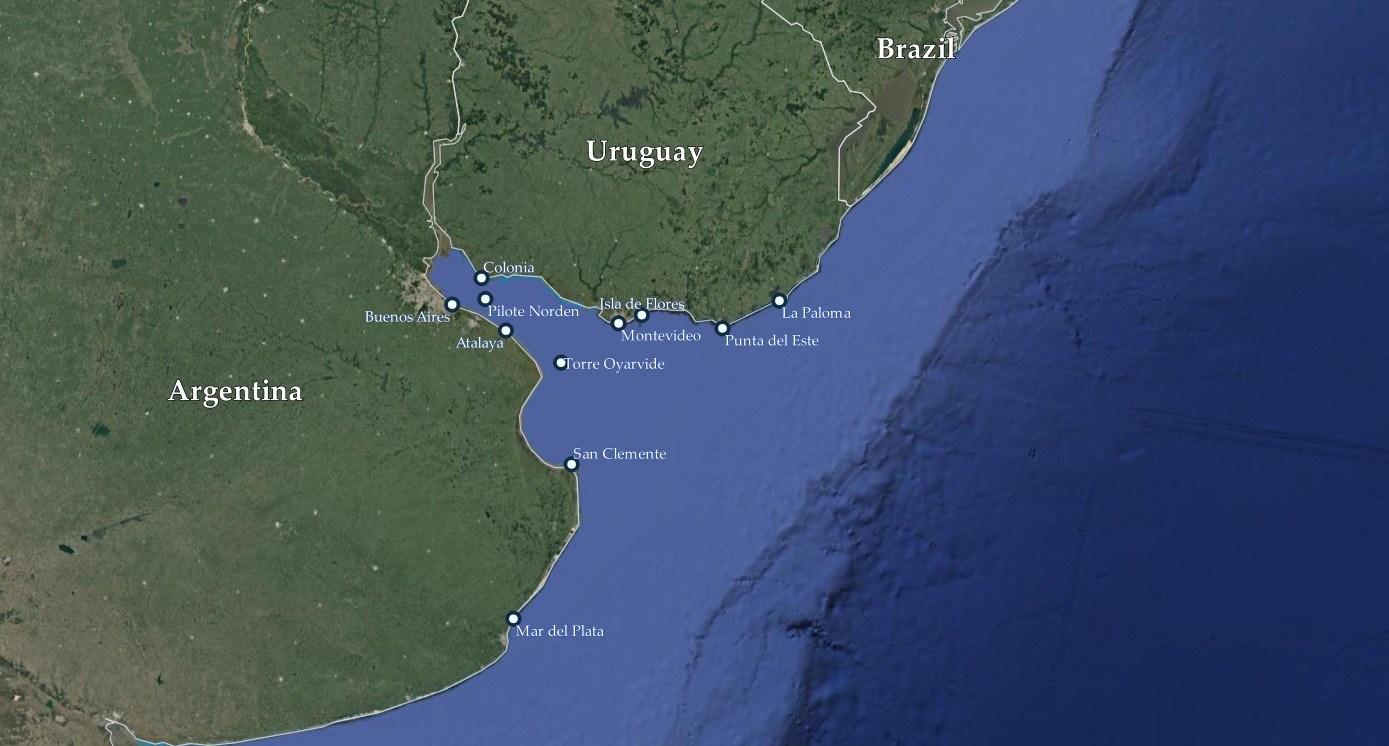 Brazil
Uruguay
Colonia
Isla de Flores
Pilote Norden
La Paloma
Buenos Aires
Montevideo
Punta del Este
Atalaya
Torre Oyarvide
Argentina
San Clemente
Mar del Plata